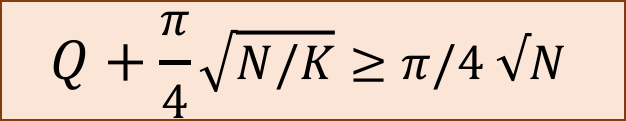 Q + π/4 √(N/K) ≥ π/4 √N